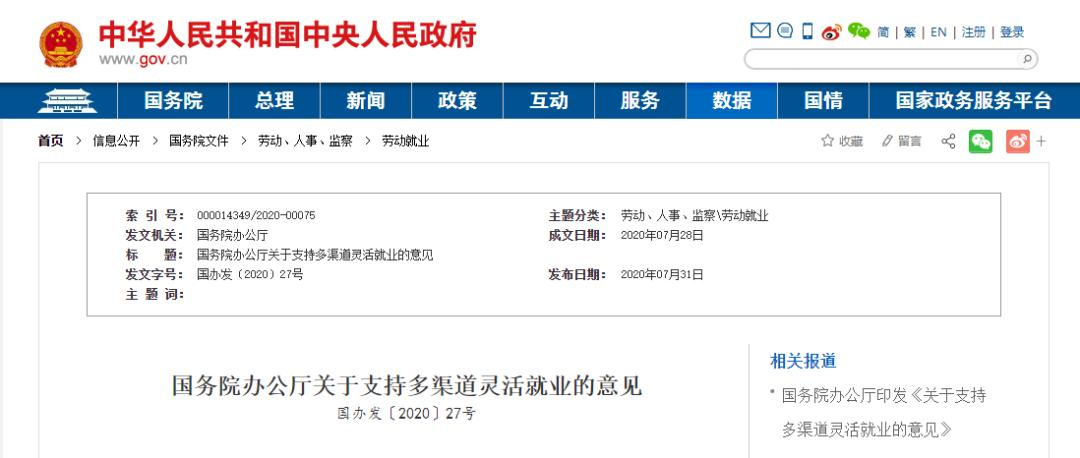 中华人民共和国中央人民政府
www.gov.cn
简 | 繁 | EN | 注册 | 登录
国务院 总理 新闻 政策 互动 服务 数据 国情 国家政务服务平台
首页 > 信息公开 > 国务院文件 > 劳动、人事、监察 > 劳动就业
收藏 留言
索 引 号： 000014349/2020-00075 主题分类： 劳动、人事、监察\劳动就业
发文机关： 国务院办公厅 成文日期： 2020年07月28日
标 题： 国务院办公厅关于支持多渠道灵活就业的意见
发文字号： 国办发〔2020〕27号 发布日期： 2020年07月31日
主 题 词：
国务院办公厅关于支持多渠道灵活就业的意见
国办发〔2020〕27号
相关报道
• 国务院办公厅印发《关于支持
多渠道灵活就业的意见》